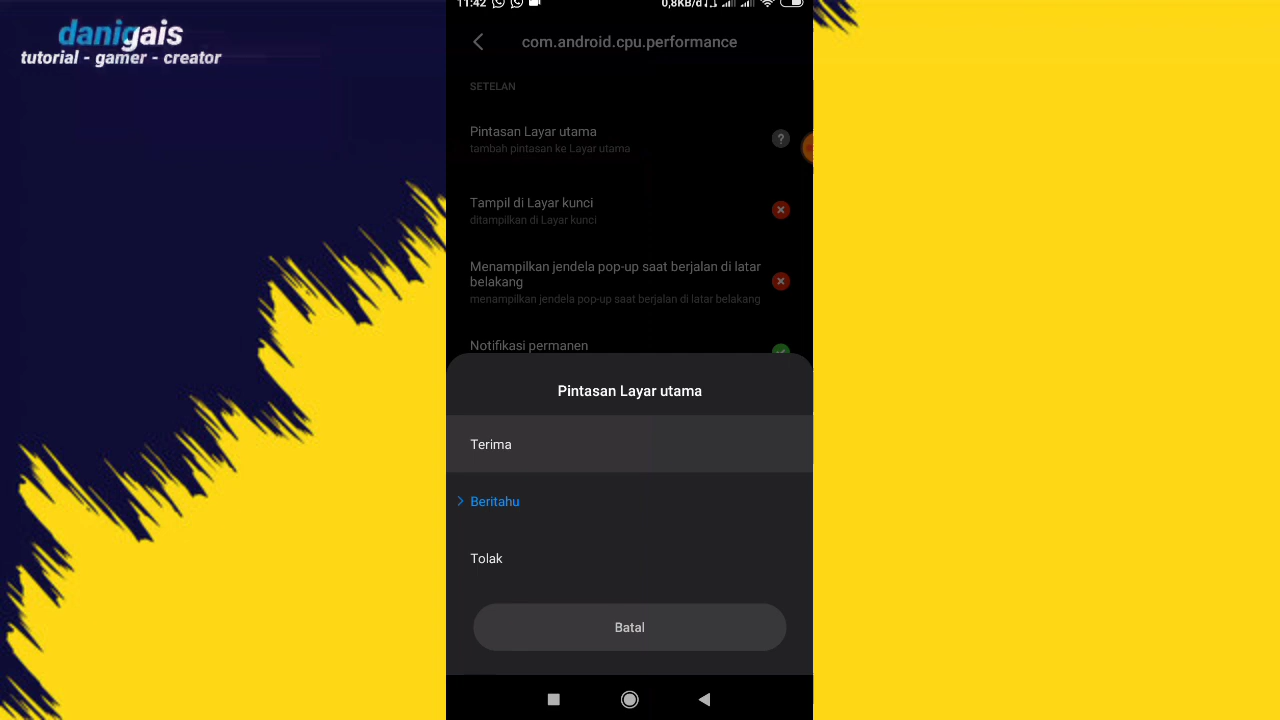 danigais
tutorial - gamer - creator
11:42
0,8KB/d
com.android.cpu.performance
SETELAN
Pintasan Layar utama
tambah pintasan ke Layar utama
?
Tampil di Layar kunci
ditampilkan di Layar kunci
Menampilkan jendela pop-up saat berjalan di latar
belakang
menampilkan jendela pop-up saat berjalan di latar belakang
Notifikasi permanen
Pintasan Layar utama
Terima
Beritahu
Tolak
Batal